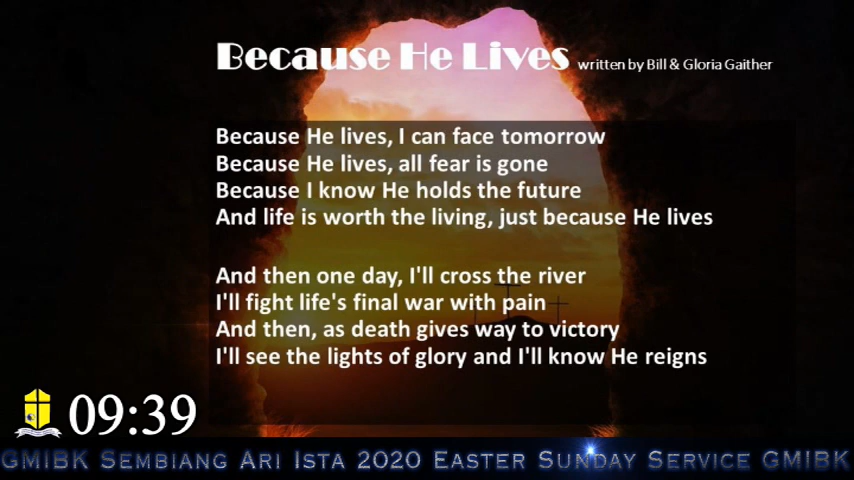 Because He Lives written by Bill & Gloria Gaither
Because He lives, I can face tomorrow
Because He lives, all fear is gone
Because I know He holds the future
And life is worth the living, just because He lives
And then one day, I'll cross the river
I'll fight life's final war with pain
And then, as death gives way to victory
I'll see the lights of glory and I'll know He reigns
09:39
GMIBK Sembiang Ari Ista 2020 Easter Sunday Service GMIBK